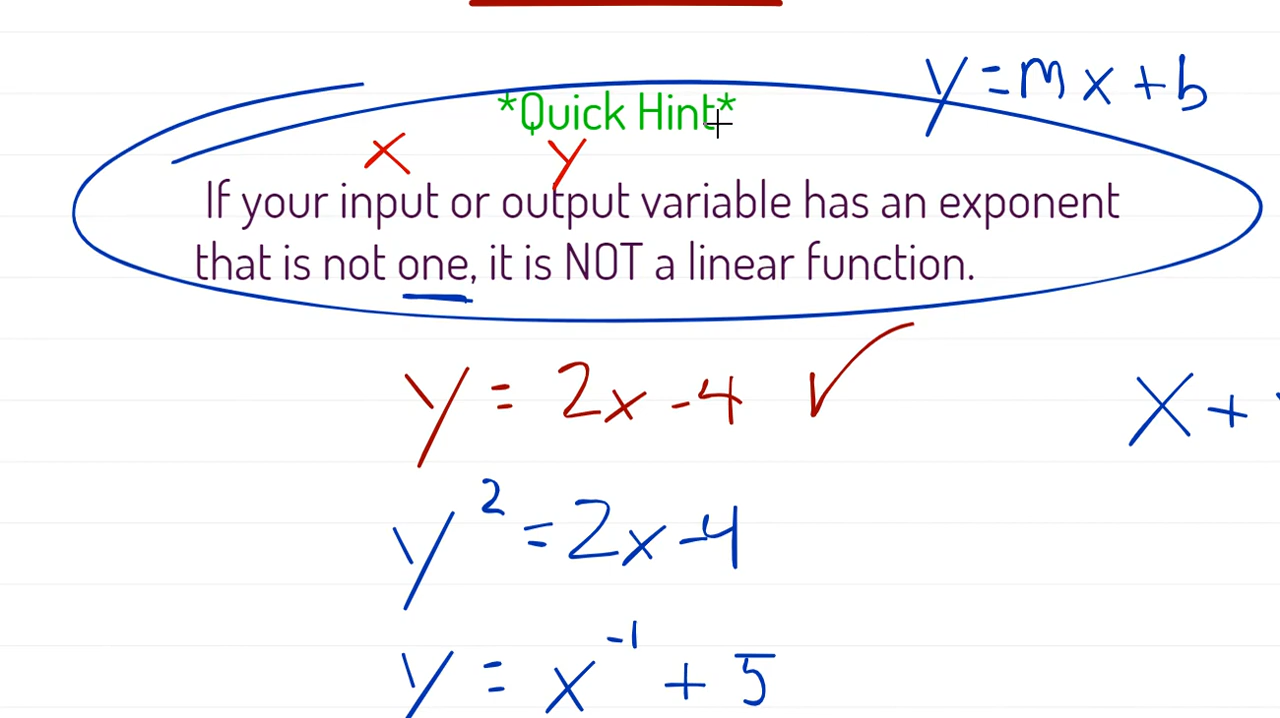 y = mx + b
*Quick Hint*
x y
If your input or output variable has an exponent
that is not one, it is NOT a linear function.
y = 2x - 4 ✓
x +
y² = 2x - 4
y = x⁻¹ + 5